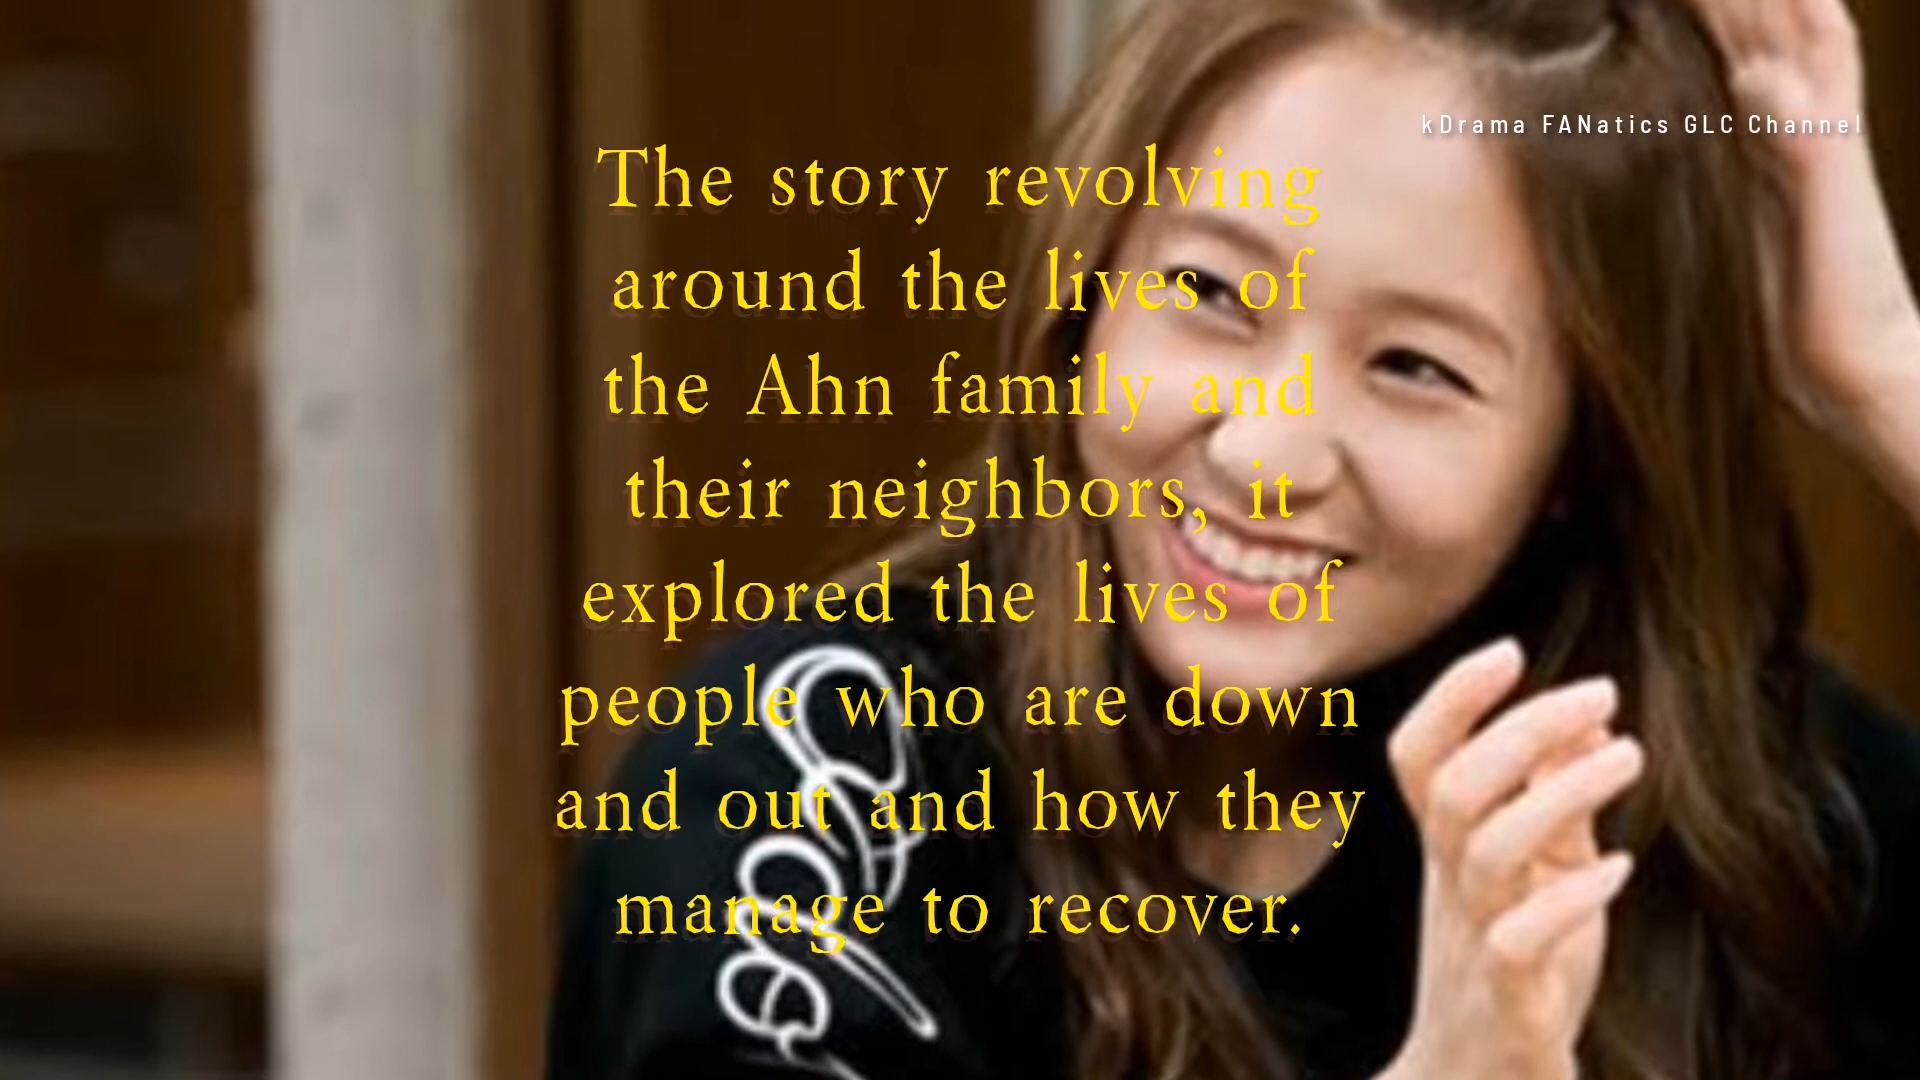 kDrama FANatics GLC Channel
The story revolving
around the lives of
the Ahn family and
their neighbors, it
explored the lives of
people who are down
and out and how they
manage to recover.